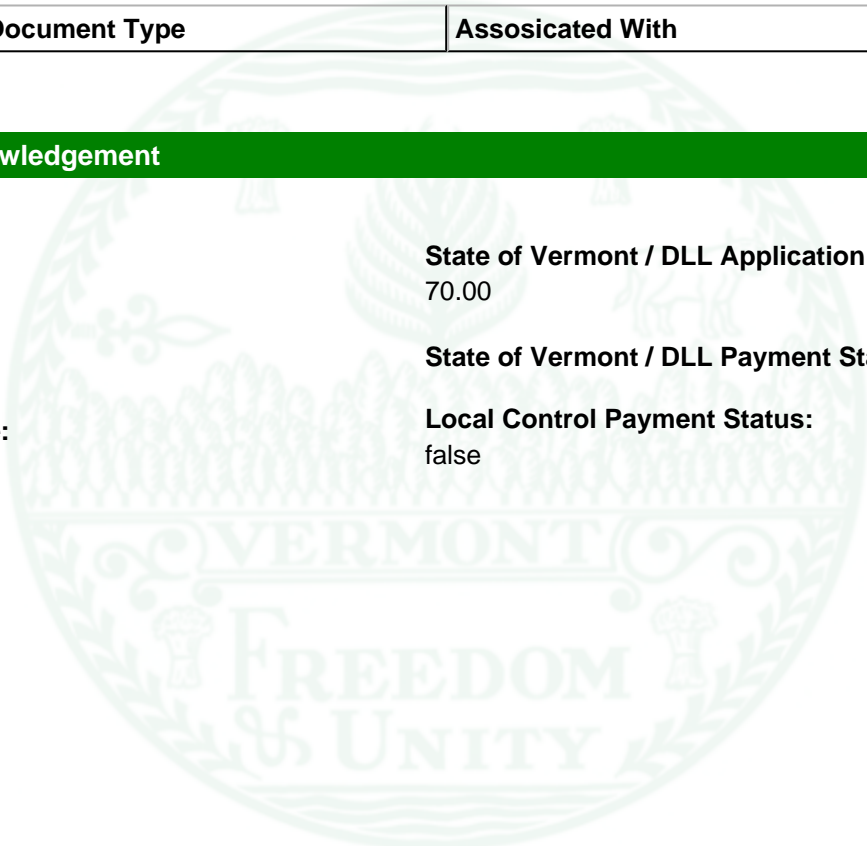 Document Type Assosicated With
wledgement
State of Vermont / DLL Application
70.00
State of Vermont / DLL Payment Sta
:
Local Control Payment Status:
false
VERMONT
FREEDOM
& UNITY